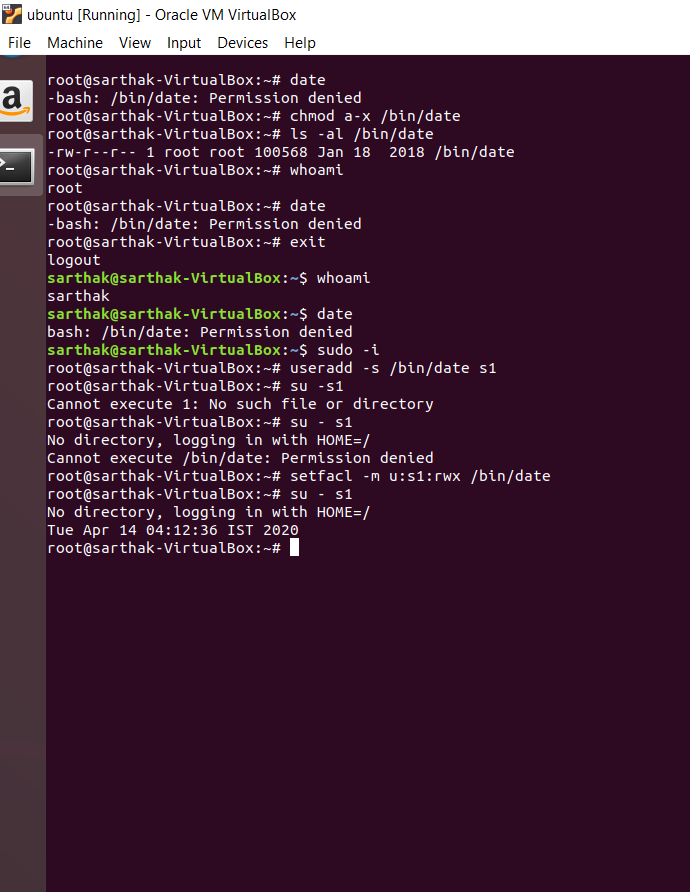 ubuntu [Running] - Oracle VM VirtualBox
File Machine View Input Devices Help
root@sarthak-VirtualBox:~# date
-bash: /bin/date: Permission denied
root@sarthak-VirtualBox:~# chmod a-x /bin/date
root@sarthak-VirtualBox:~# ls -al /bin/date
-rw-r--r-- 1 root root 100568 Jan 18  2018 /bin/date
root@sarthak-VirtualBox:~# whoami
root
root@sarthak-VirtualBox:~# date
-bash: /bin/date: Permission denied
root@sarthak-VirtualBox:~# exit
logout
sarthak@sarthak-VirtualBox:~$ whoami
sarthak
sarthak@sarthak-VirtualBox:~$ date
bash: /bin/date: Permission denied
sarthak@sarthak-VirtualBox:~$ sudo -i
root@sarthak-VirtualBox:~# useradd -s /bin/date s1
root@sarthak-VirtualBox:~# su -s1
Cannot execute 1: No such file or directory
root@sarthak-VirtualBox:~# su - s1
No directory, logging in with HOME=/
Cannot execute /bin/date: Permission denied
root@sarthak-VirtualBox:~# setfacl -m u:s1:rwx /bin/date
root@sarthak-VirtualBox:~# su - s1
No directory, logging in with HOME=/
Tue Apr 14 04:12:36 IST 2020
root@sarthak-VirtualBox:~#